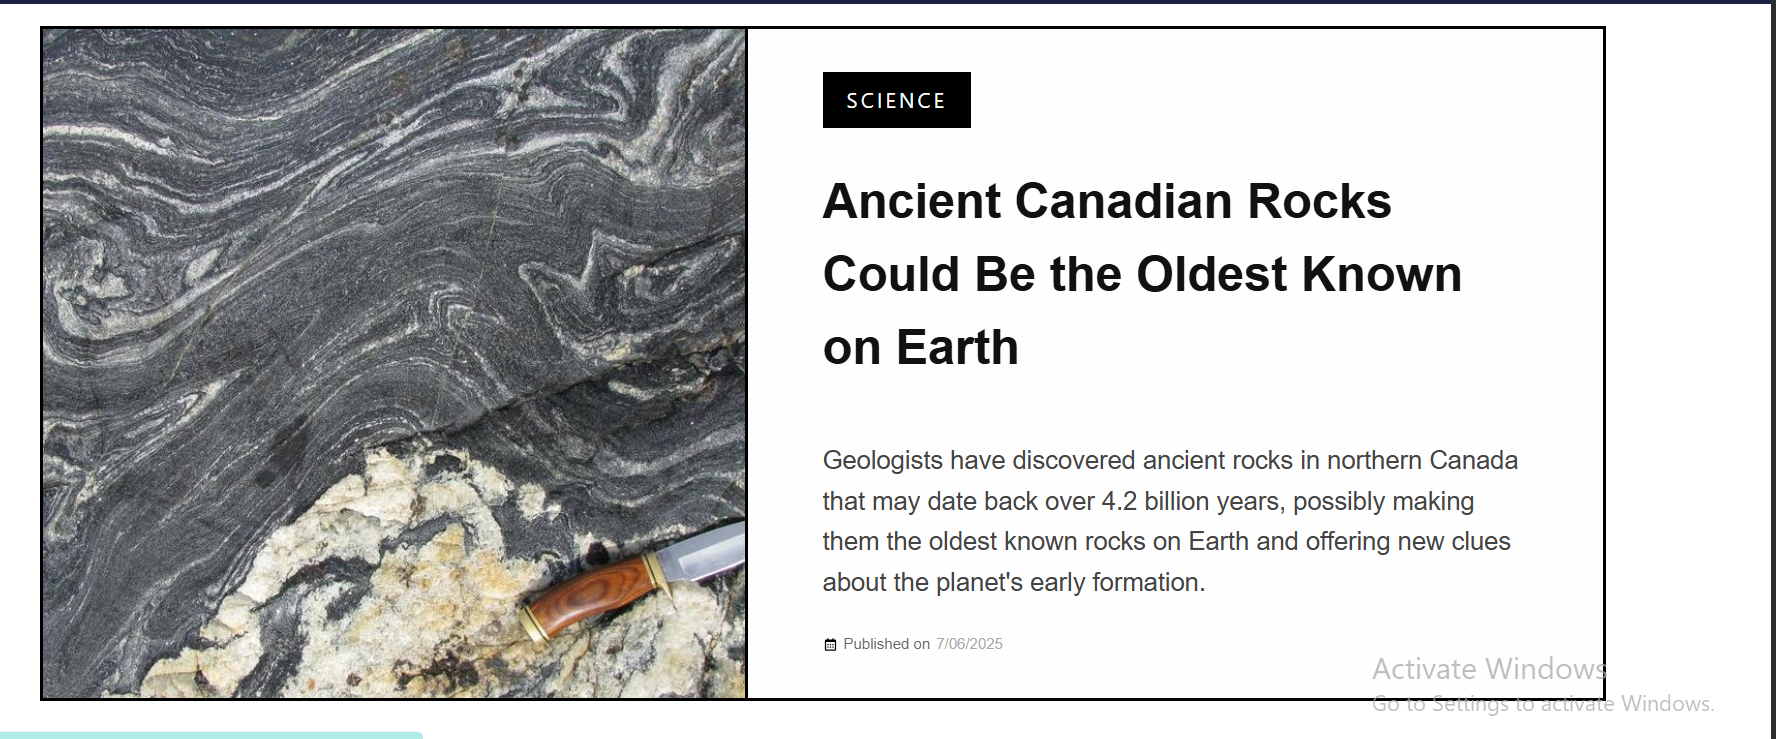 SCIENCE
Ancient Canadian Rocks
Could Be the Oldest Known
on Earth
Geologists have discovered ancient rocks in northern Canada
that may date back over 4.2 billion years, possibly making
them the oldest known rocks on Earth and offering new clues
about the planet's early formation.
Published on 7/06/2025
Activate Windows
Go to Settings to activate Windows.